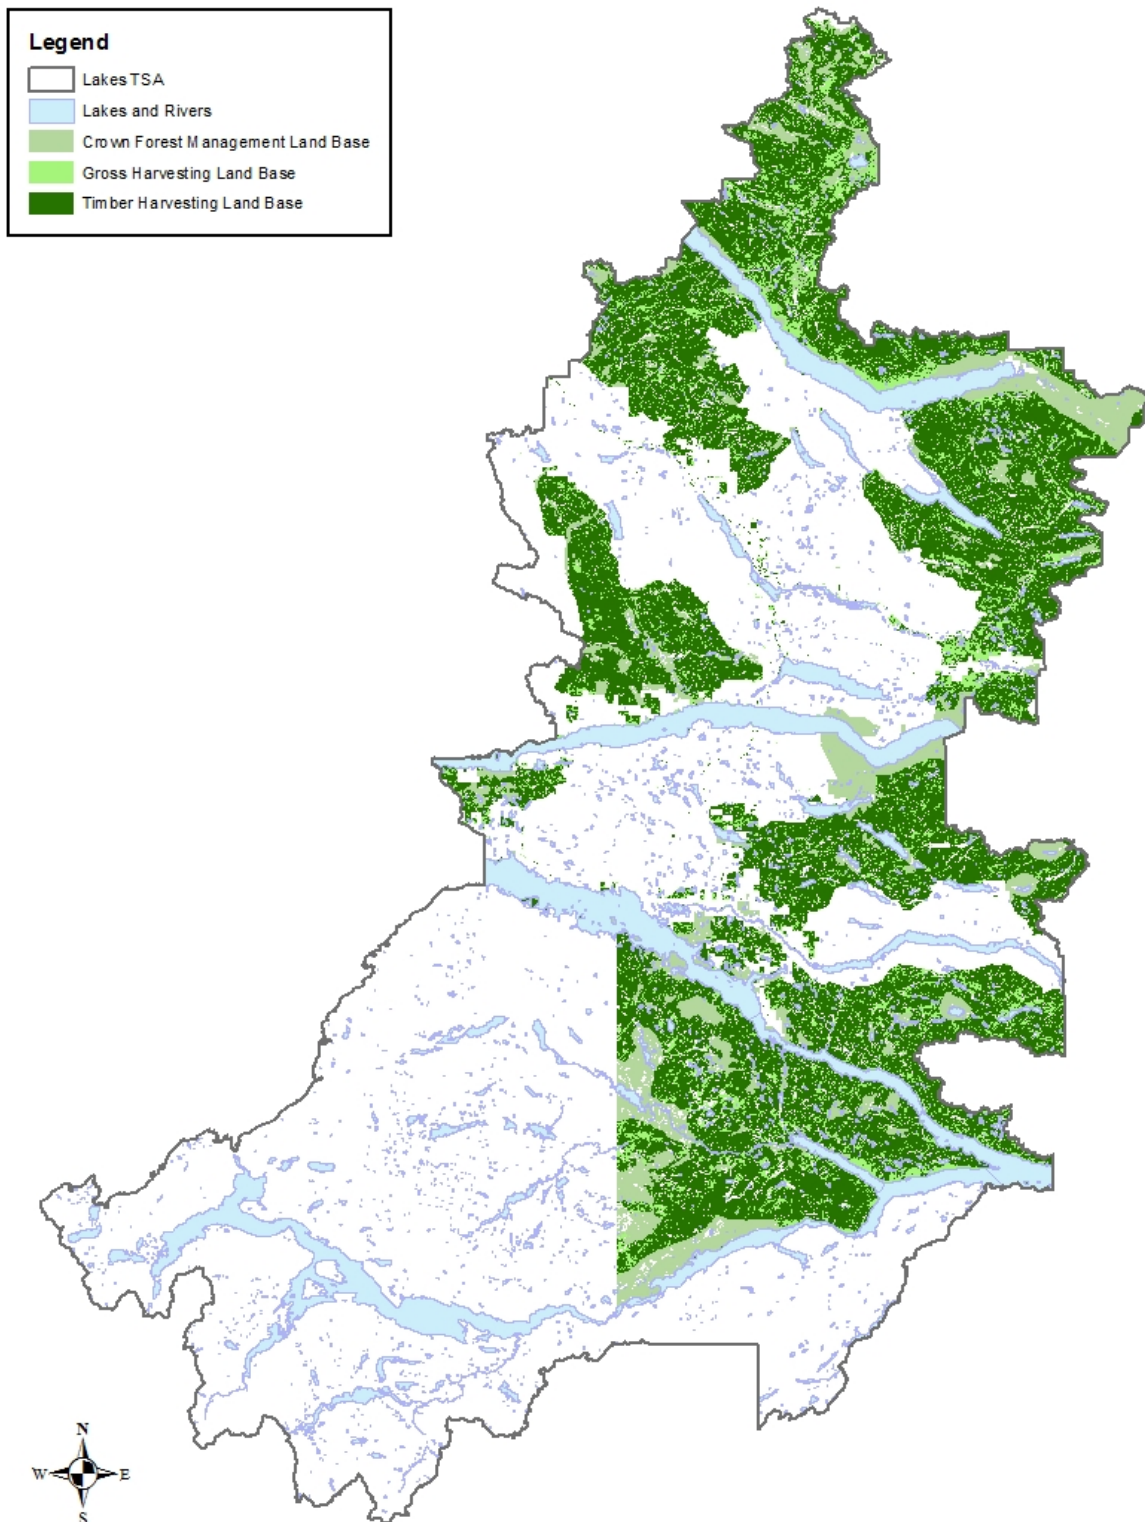 Legend
Lakes TSA
Lakes and Rivers
Crown Forest Management Land Base
Gross Harvesting Land Base
Timber Harvesting Land Base
N
W E
S